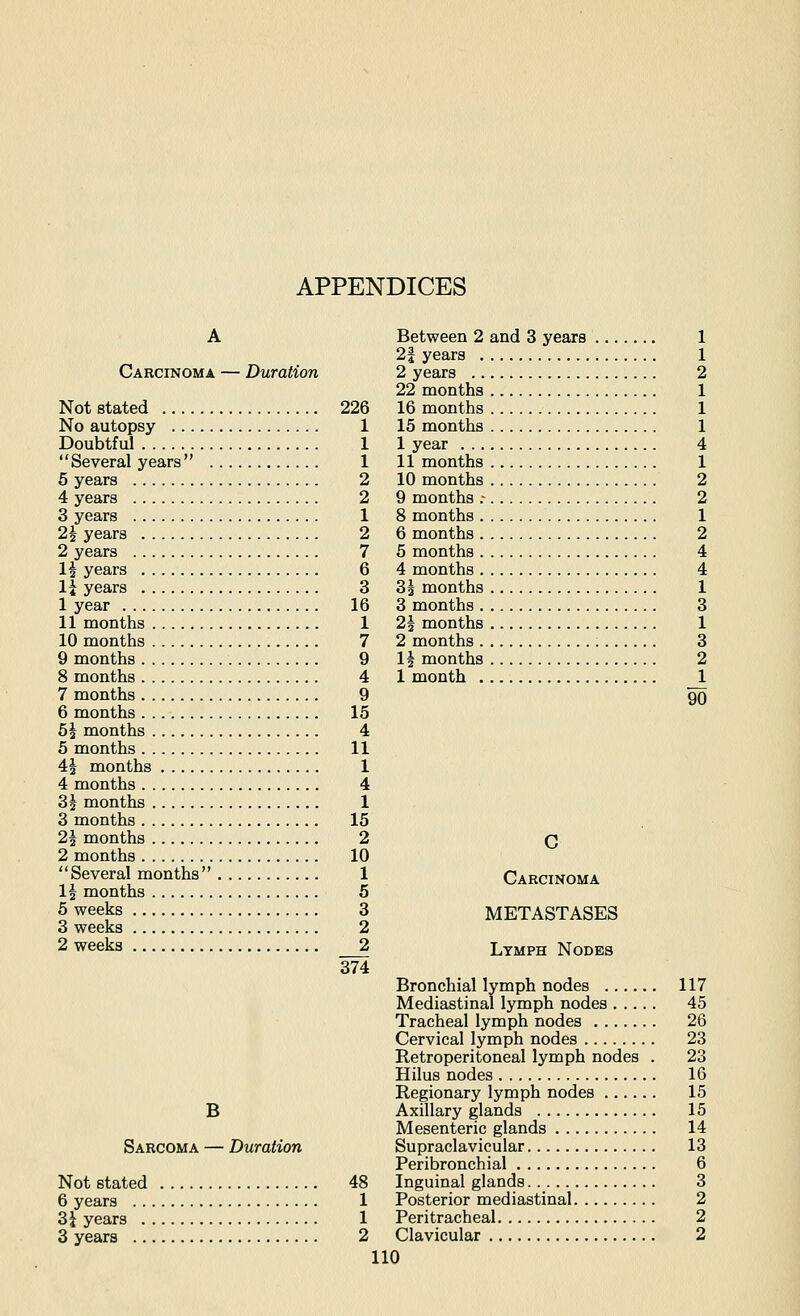 APPENDICES
A
Carcinoma — Duration
Not stated .................. 226
No autopsy ................ 1
Doubtful .................... 1
"Several years" ............ 1
5 years ..................... 2
4 years ..................... 2
3 years ..................... 1
2½ years .................... 2
2 years ..................... 7
1½ years .................... 6
1¼ years .................... 3
1 year ...................... 16
11 months ................... 1
10 months ................... 7
9 months .................... 9
8 months .................... 4
7 months .................... 9
6 months .................... 15
5½ months ................... 4
5 months .................... 11
4½ months .................. 1
4 months .................... 4
3½ months ................... 1
3 months .................... 15
2½ months ................... 2
2 months .................... 10
"Several months" ........... 1
1½ months ................... 5
5 weeks ..................... 3
3 weeks ..................... 2
2 weeks ..................... 2
374
B
Sarcoma — Duration
Not stated .................. 48
6 years ..................... 1
3¼ years .................... 1
3 years ..................... 2
Between 2 and 3 years ....... 1
2¾ years .................... 1
2 years ..................... 2
22 months ................... 1
16 months ................... 1
15 months ................... 1
1 year ...................... 4
11 months ................... 1
10 months ................... 2
9 months .................... 2
8 months .................... 1
6 months .................... 2
5 months .................... 4
4 months .................... 4
3½ months ................... 1
3 months .................... 3
2½ months ................... 1
2 months .................... 3
1½ months ................... 2
1 month ..................... 1
90
C
Carcinoma
METASTASES
Lymph Nodes
Bronchial lymph nodes ...... 117
Mediastinal lymph nodes ..... 45
Tracheal lymph nodes ....... 26
Cervical lymph nodes ........ 23
Retroperitoneal lymph nodes . 23
Hilus nodes .................. 16
Regionary lymph nodes ...... 15
Axillary glands ............. 15
Mesenteric glands ........... 14
Supraclavicular .............. 13
Peribronchial ............... 6
Inguinal glands .............. 3
Posterior mediastinal ......... 2
Peritracheal ................. 2
Clavicular ................... 2
110